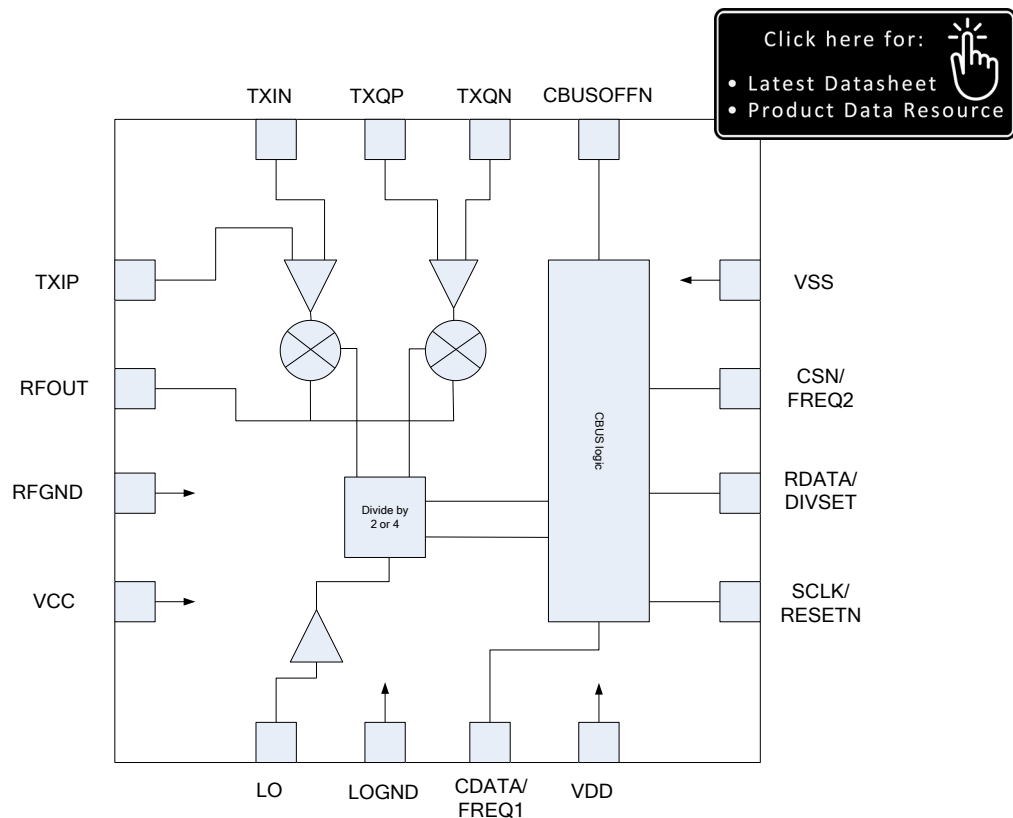 Click here for:
• Latest Datasheet
• Product Data Resource
TXIN
TXQP
TXQN
CBUSOFFN
TXIP
VSS
RFOUT
CSN/
FREQ2
CBUS logic
RFGND
RDATA/
DIVSET
Divide by
2 or 4
VCC
SCLK/
RESETN
LO
LOGND
CDATA/
FREQ1
VDD